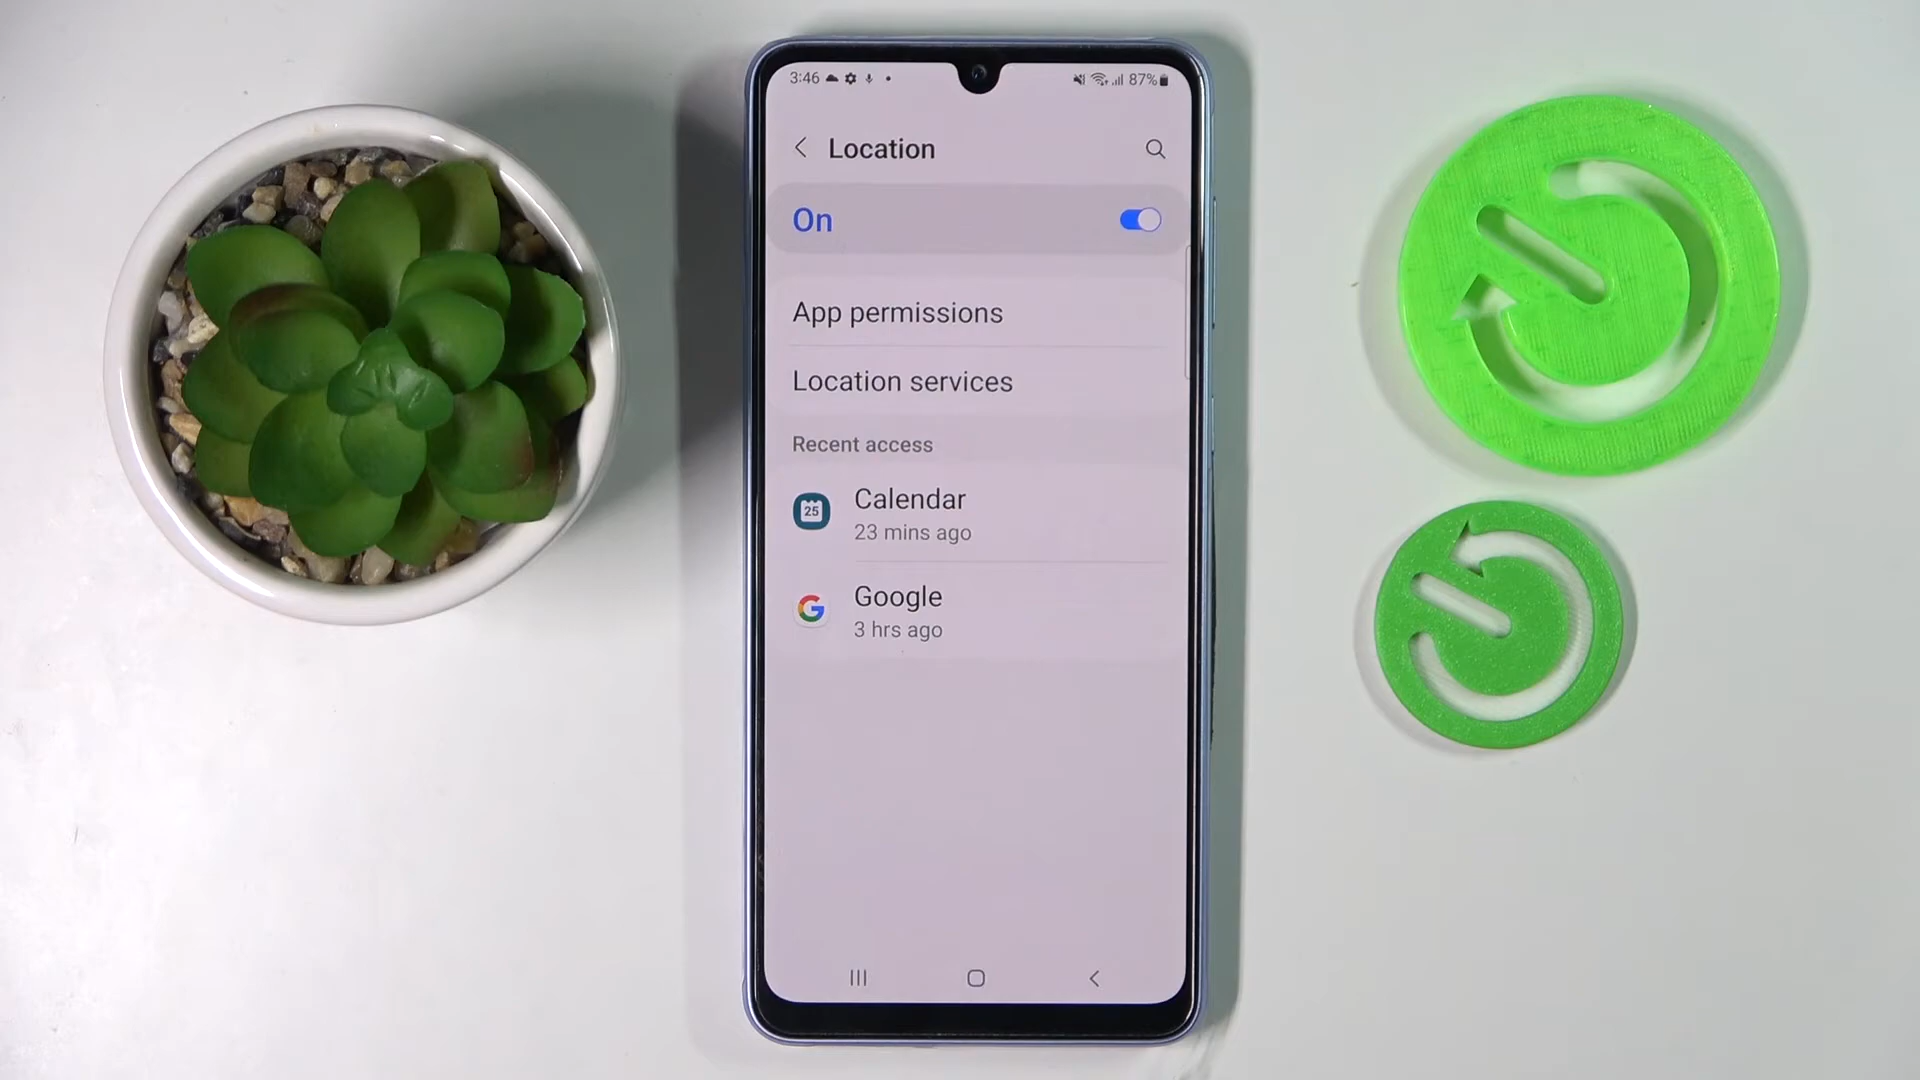 3:46 87%
Location
On
App permissions
Location services
Recent access
25
Calendar
23 mins ago
G
Google
3 hrs ago